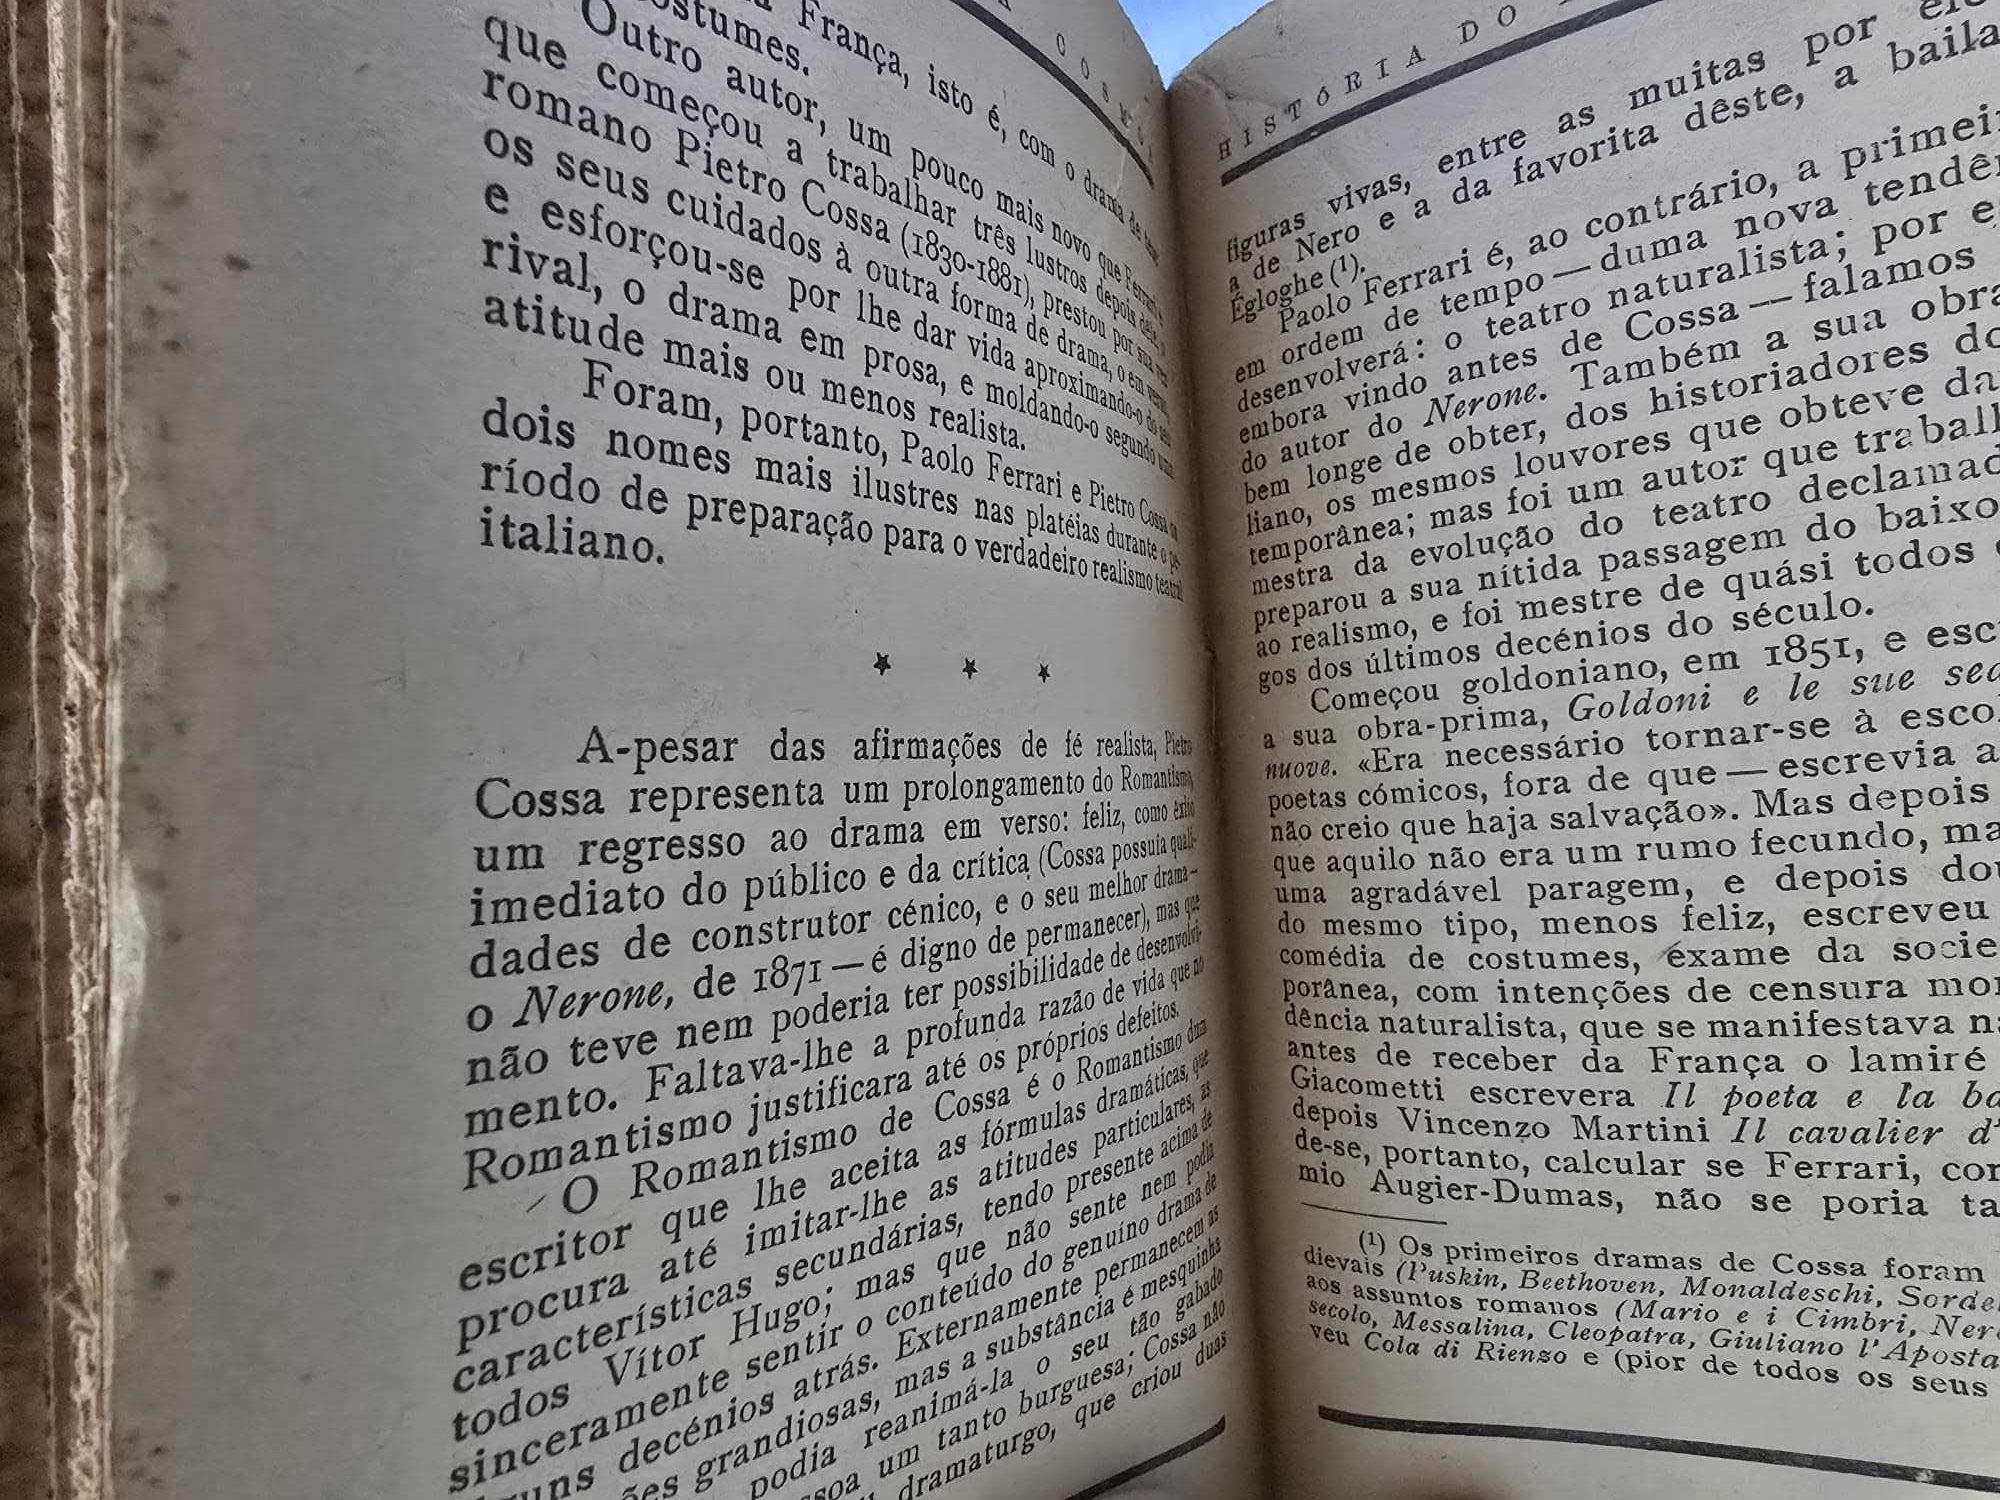 COSMOS
França, isto é, com o drama de
costumes.
Outro autor, um pouco mais novo que Ferrari e
que começou a trabalhar três lustros depois dele, o
romano Pietro Cossa (1830-1881), prestou por sua vez
os seus cuidados à outra forma de drama, o em verso,
e esforçou-se por lhe dar vida aproximando-o do seu
rival, o drama em prosa, e moldando-o segundo uma
atitude mais ou menos realista.
Foram, portanto, Paolo Ferrari e Pietro Cossa os
dois nomes mais ilustres nas platéias durante o pe-
ríodo de preparação para o verdadeiro realismo teatral
italiano.
★ ★ ★
A-pesar das afirmações de fé realista, Pietro
Cossa representa um prolongamento do Romantismo,
um regresso ao drama em verso: feliz, como êxito
imediato do público e da crítica (Cossa possuía quali-
dades de construtor cénico, e o seu melhor drama—
o Nerone, de 1871—é digno de permanecer), mas que
não teve nem poderia ter possibilidade de desenvolvi-
mento. Faltava-lhe a profunda razão de vida que no
Romantismo justificara até os próprios defeitos.
O Romantismo de Cossa é o Romantismo dum
escritor que lhe aceita as fórmulas dramáticas, que
procura até imitar-lhe as atitudes particulares, as
características secundárias, tendo presente acima de
todos Vítor Hugo; mas que não sente nem podia
sinceramente sentir o conteúdo do genuíno drama de
decénios atrás. Externamente permanecem as
grandiosas, mas a substância é mesquinha
podia reanimá-la o seu tão gabado
um tanto burguesa; Cossa não
dramaturgo, que criou duas
HISTÓRIA DO
figuras vivas, entre as muitas por
a de Nero e a da favorita dêste, a
Égloghe (¹).
Paolo Ferrari é, ao contrário, a
em ordem de tempo—duma nova
desenvolverá: o teatro naturalista; por
embora vindo antes de Cossa—falamos
do autor do Nerone. Também a sua
bem longe de obter, dos historiadores
liano, os mesmos louvores que obteve
temporânea; mas foi um autor que
mestra da evolução do teatro
preparou a sua nítida passagem do baixo
ao realismo, e foi mestre de quási todos
gos dos últimos decénios do século.
Começou goldoniano, em 1851, e
a sua obra-prima, Goldoni e le sue
nuove. «Era necessário tornar-se à
poetas cómicos, fora de que—escrevia
não creio que haja salvação». Mas depois
que aquilo não era um rumo fecundo,
uma agradável paragem, e depois
do mesmo tipo, menos feliz, escreveu
comédia de costumes, exame da
porânea, com intenções de censura
dência naturalista, que se manifestava
antes de receber da França o lamiré
Giacometti escrevera Il poeta e la
depois Vincenzo Martini Il cavalier
de-se, portanto, calcular se Ferrari,
mio Augier-Dumas, não se poria
(¹) Os primeiros dramas de Cossa foram
dievais (Puskin, Beethoven, Monaldeschi,
aos assuntos romanos (Mario e i Cimbri,
secolo, Messalina, Cleopatra, Giuliano
veu Cola di Rienzo e (pior de todos os seus